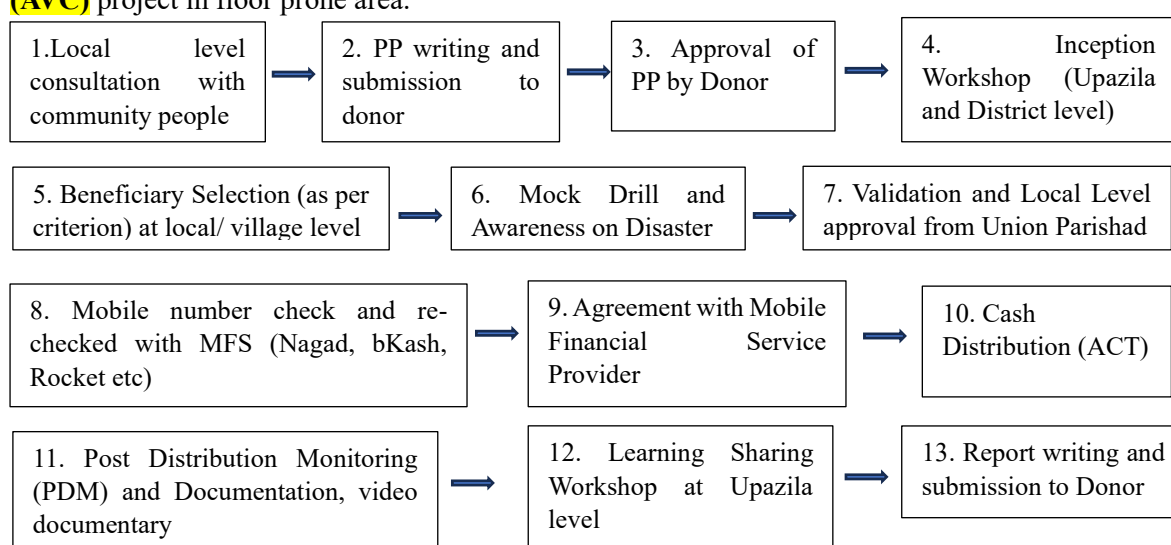 (AVC) project in floor prone area.
1.Local level
consultation with
community people
2. PP writing and
submission to
donor
3. Approval of
PP by Donor
4. Inception
Workshop (Upazila
and District level)
5. Beneficiary Selection (as per
criterion) at local/ village level
6. Mock Drill and
Awareness on Disaster
7. Validation and Local Level
approval from Union Parishad
8. Mobile number check and re-
checked with MFS (Nagad, bKash,
Rocket etc)
9. Agreement with Mobile
Financial Service
Provider
10. Cash
Distribution (ACT)
11. Post Distribution Monitoring
(PDM) and Documentation, video
documentary
12. Learning Sharing
Workshop at Upazila
level
13. Report writing and
submission to Donor